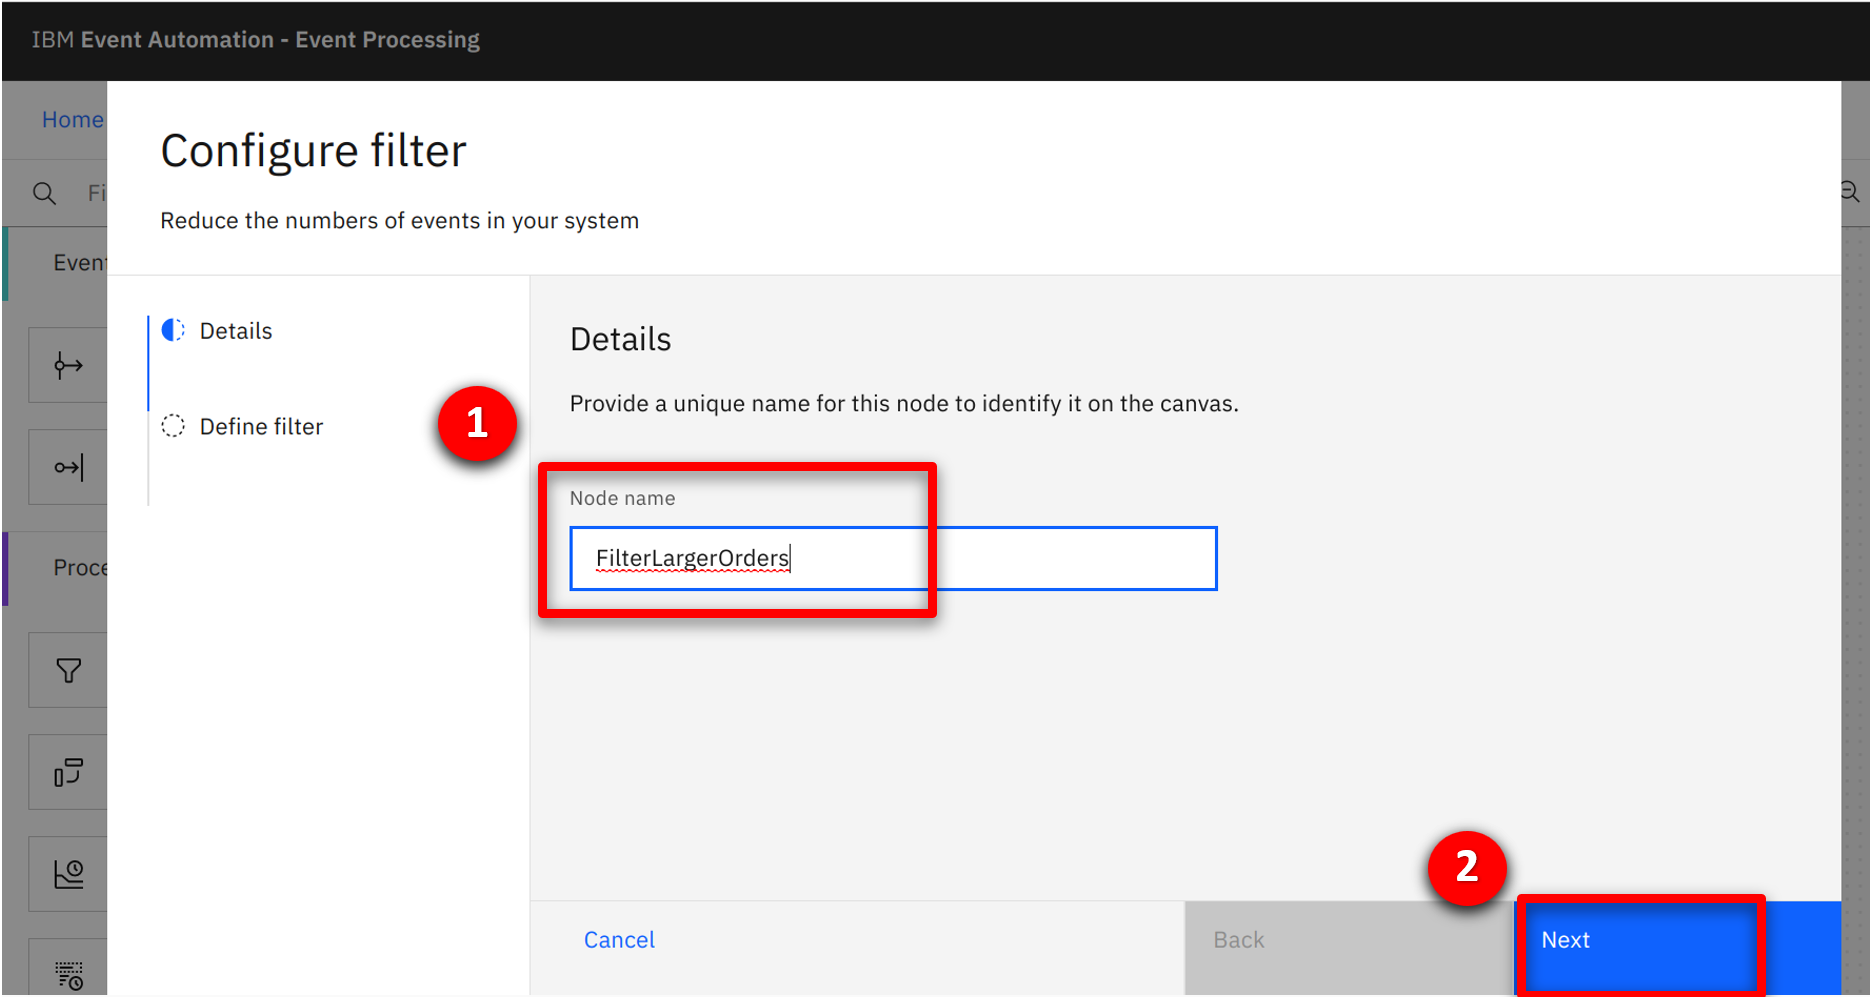 IBM Event Automation - Event Processing
Home
Configure filter
Fi
Reduce the numbers of events in your system
Even
Details
Define filter
1
Details
Provide a unique name for this node to identify it on the canvas.
Node name
FilterLargerOrders
Proce
2
Cancel
Back
Next